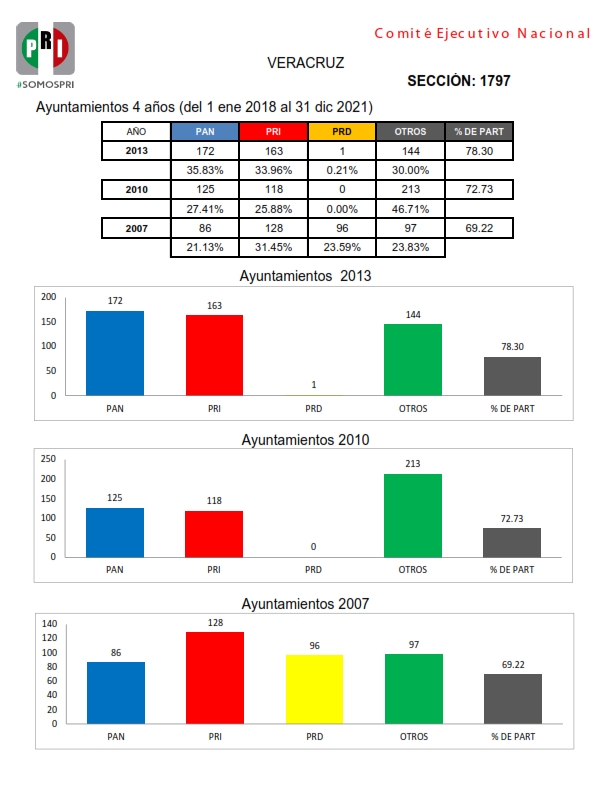 Comité Ejecutivo Nacional
PRI
#SOMOSPRI
VERACRUZ
SECCIÓN: 1797
Ayuntamientos 4 años (del 1 ene 2018 al 31 dic 2021)
AÑO PAN PRI PRD OTROS % DE PART
2013 172 163 1 144 78.30
35.83% 33.96% 0.21% 30.00%
2010 125 118 0 213 72.73
27.41% 25.88% 0.00% 46.71%
2007 86 128 96 97 69.22
21.13% 31.45% 23.59% 23.83%
Ayuntamientos 2013
200
150
100
50
0
172 163 1 144 78.30
PAN PRI PRD OTROS % DE PART
Ayuntamientos 2010
250
200
150
100
50
0
125 118 0 213 72.73
PAN PRI PRD OTROS % DE PART
Ayuntamientos 2007
140
120
100
80
60
40
20
0
86 128 96 97 69.22
PAN PRI PRD OTROS % DE PART